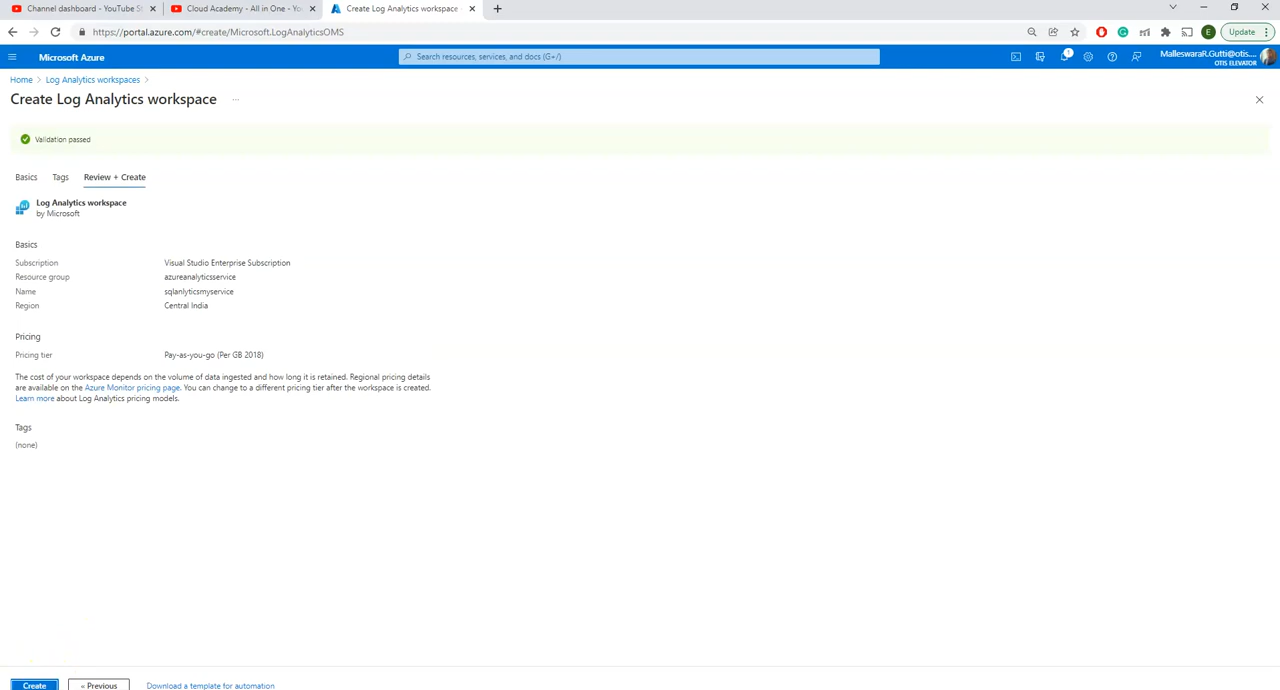 Channel dashboard - YouTube St
Cloud Academy - All in One - You
Create Log Analytics workspace
https://portal.azure.com/#create/Microsoft.LogAnalyticsOMS
Update
Microsoft Azure
Search resources, services, and docs (G+/)
1
E
MalleswaraR.Gutti@otis....
OTIS ELEVATOR
Home > Log Analytics workspaces >
Create Log Analytics workspace ...
Validation passed
Basics Tags Review + Create
Log Analytics workspace
by Microsoft
Basics
Subscription Visual Studio Enterprise Subscription
Resource group azureanalyticsservice
Name sqlanlyticsmyservice
Region Central India
Pricing
Pricing tier Pay-as-you-go (Per GB 2018)
The cost of your workspace depends on the volume of data ingested and how long it is retained. Regional pricing details
are available on the Azure Monitor pricing page. You can change to a different pricing tier after the workspace is created.
Learn more about Log Analytics pricing models.
Tags
(none)
Create « Previous Download a template for automation